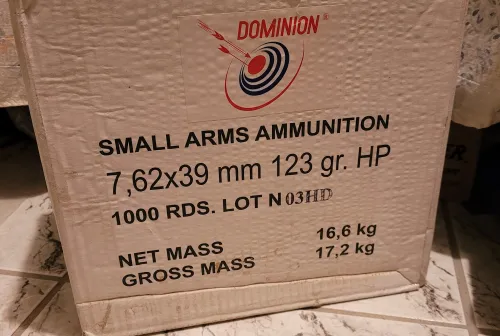 DOMINION®
SMALL ARMS AMMUNITION
7,62x39 mm 123 gr. HP
1000 RDS. LOT N 03HD
NET MASS 16,6 kg
GROSS MASS 17,2 kg